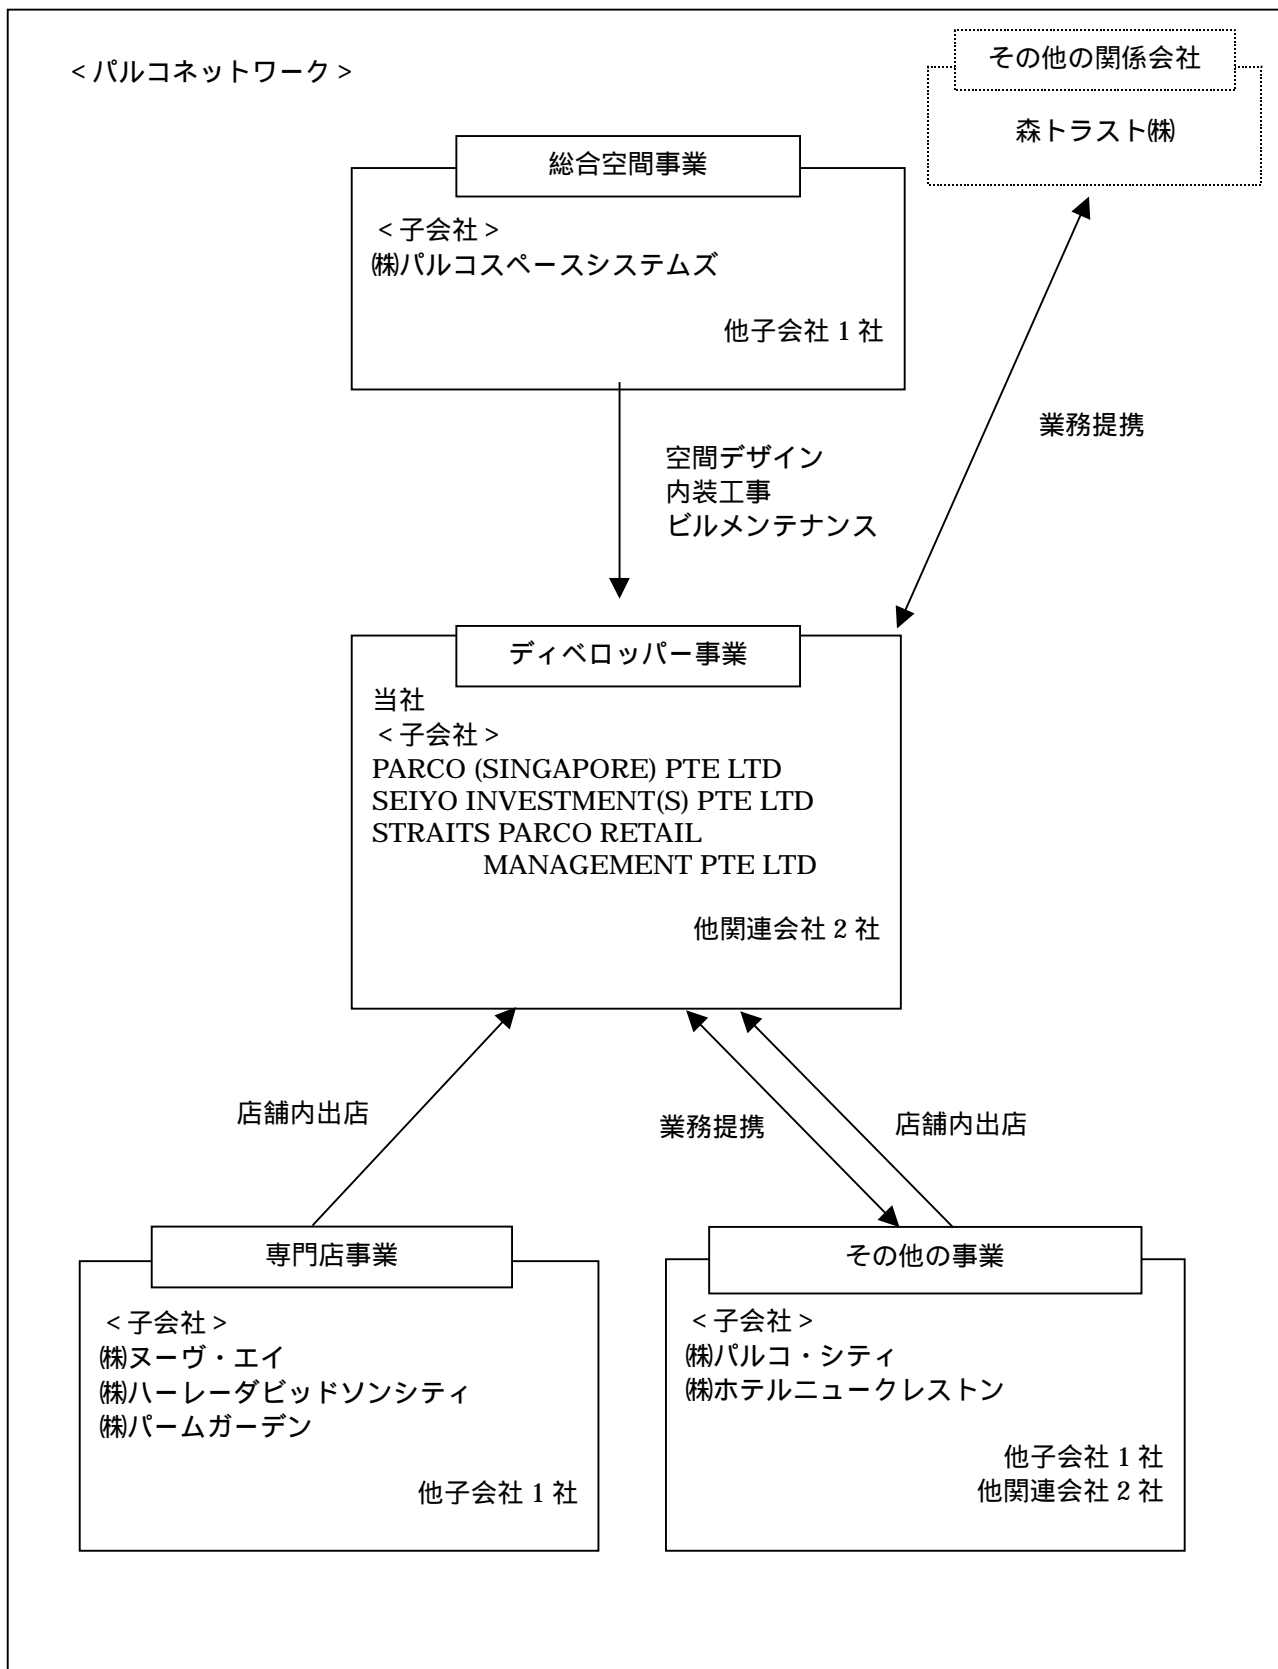 <パルコネットワーク>
その他の関係会社
森トラスト㈱
総合空間事業
<子会社>
㈱パルコスペースシステムズ
他子会社 1 社
業務提携
空間デザイン
内装工事
ビルメンテナンス
ディベロッパー事業
当社
<子会社>
PARCO (SINGAPORE) PTE LTD
SEIYO INVESTMENT(S) PTE LTD
STRAITS PARCO RETAIL
MANAGEMENT PTE LTD
他関連会社 2 社
店舗内出店
業務提携
店舗内出店
専門店事業
<子会社>
㈱ヌーヴ・エイ
㈱ハーレーダビッドソンシティ
㈱パームガーデン
他子会社 1 社
その他の事業
<子会社>
㈱パルコ・シティ
㈱ホテルニュークレストン
他子会社 1 社
他関連会社 2 社